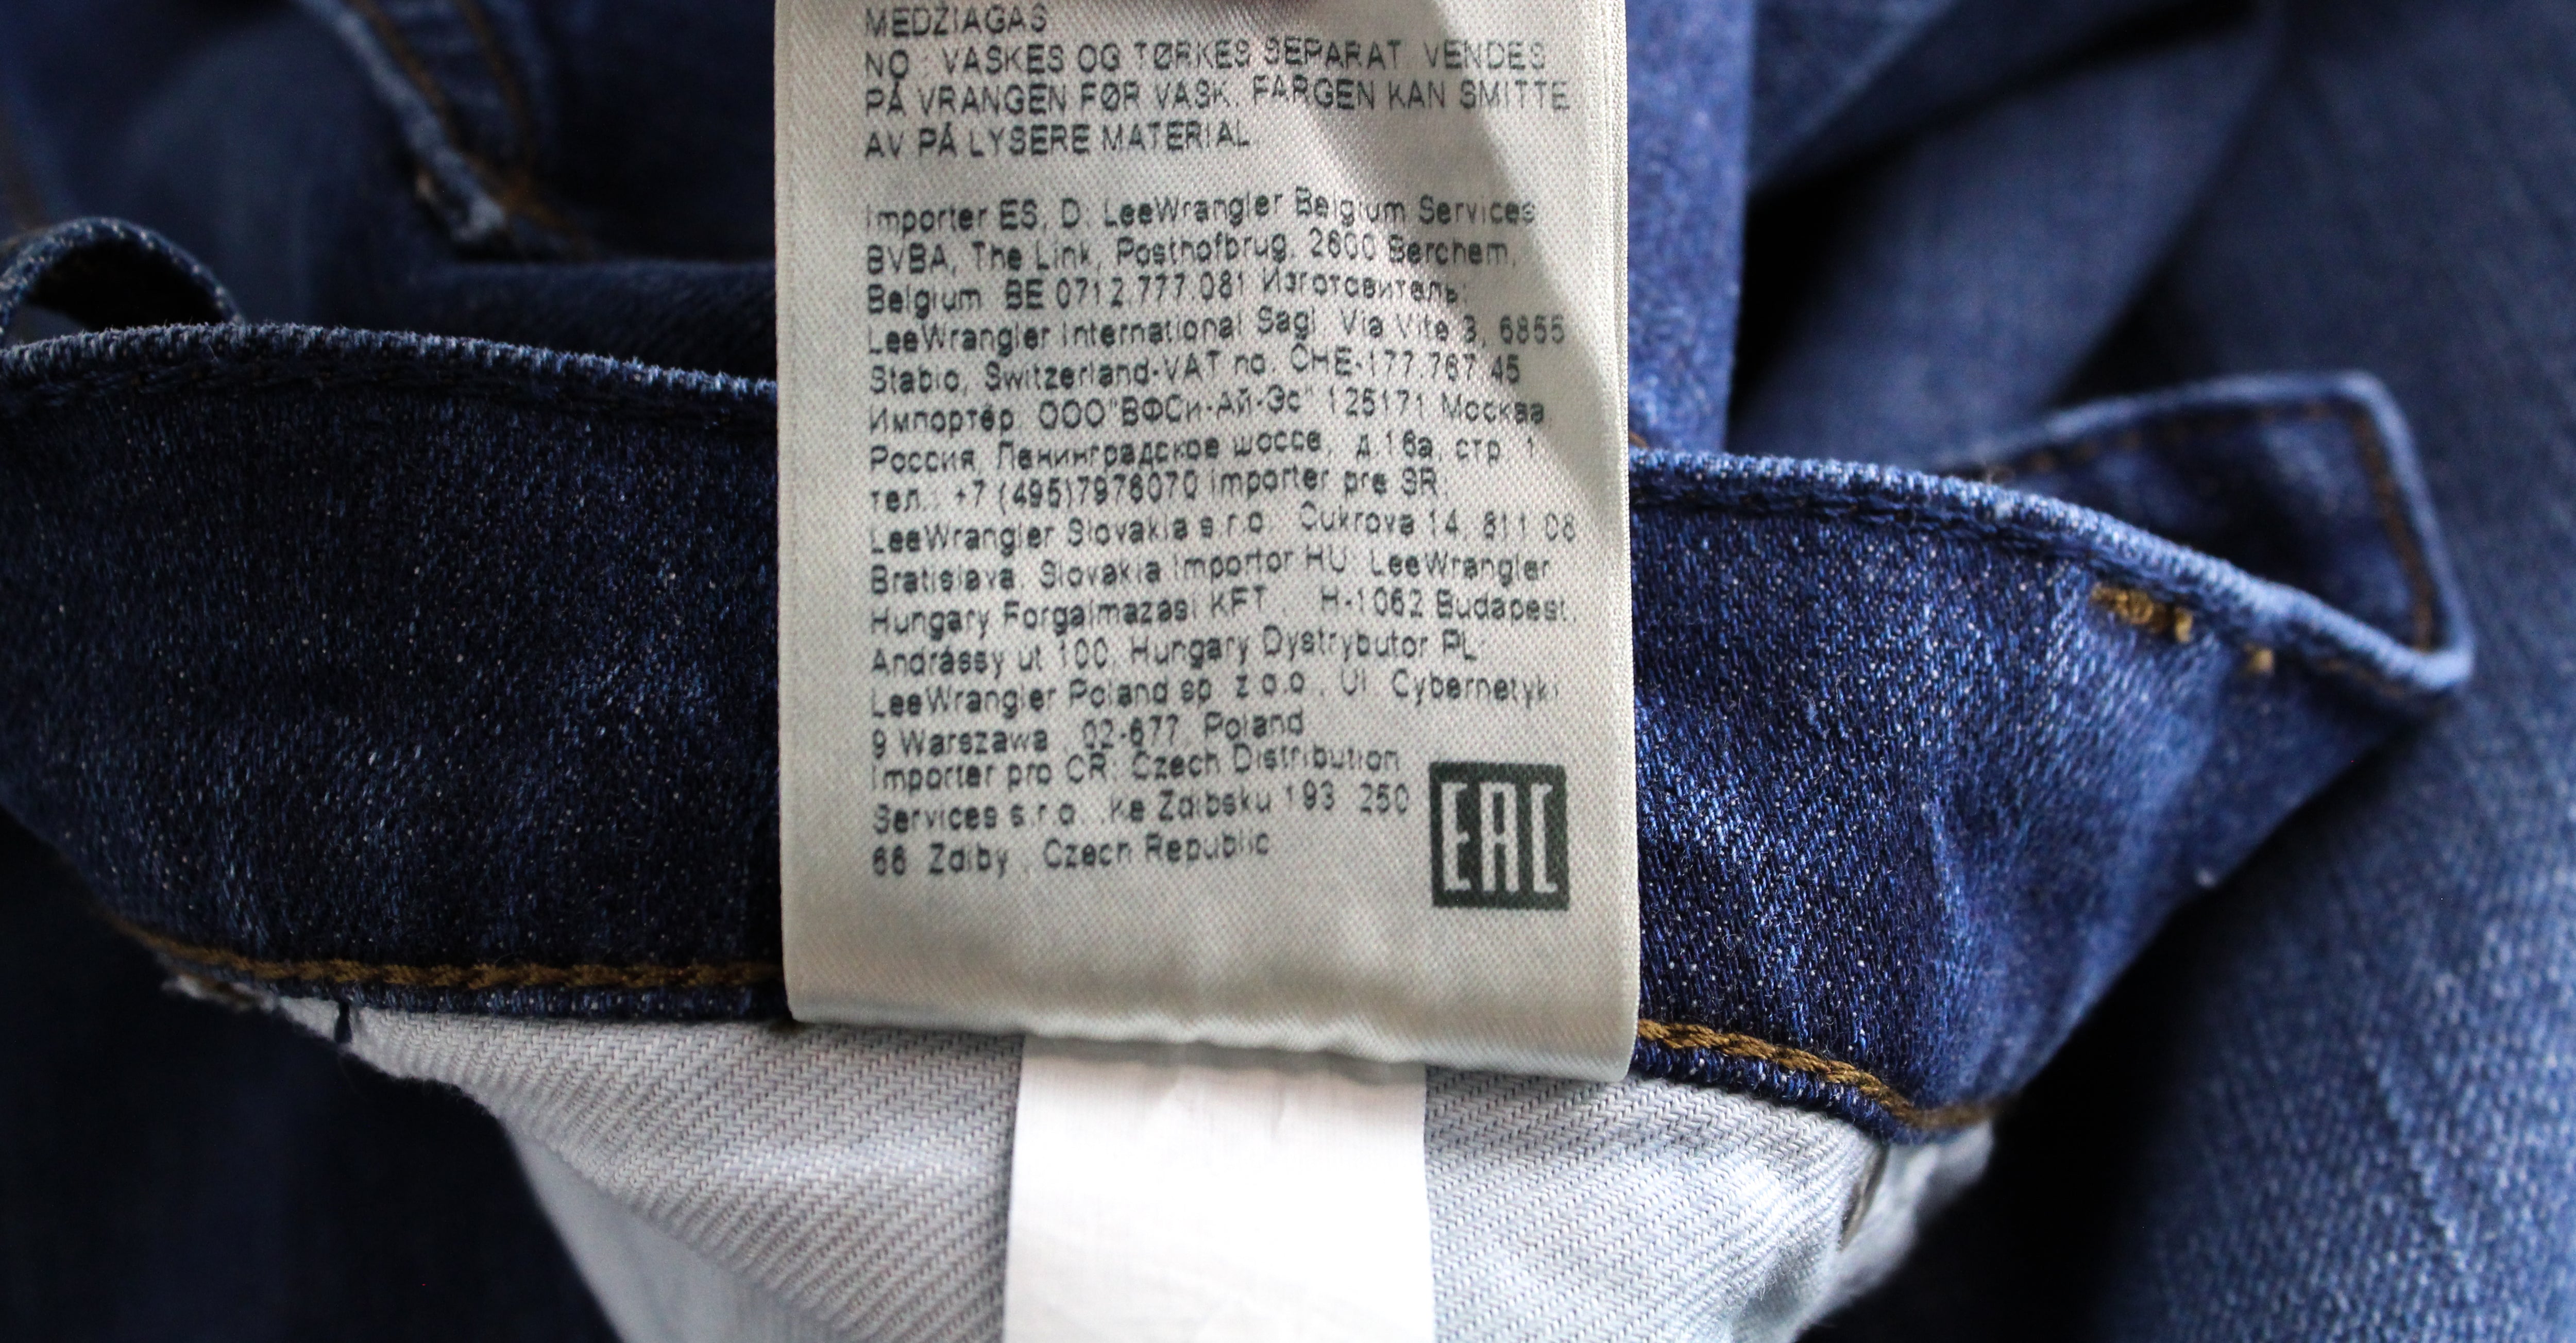 MEDŽIAGAS
NO : VASKES OG TØRKES SEPARAT. VENDES
PÅ VRANGEN FØR VASK. FARGEN KAN SMITTE
AV PÅ LYSERE MATERIAL
Importer ES, D: LeeWrangler Belgium Services
BVBA, The Link, Posthofbrug, 2600 Berchem,
Belgium BE 0712.777.081 Изготовитель:
LeeWrangler International Sagl Via Vite 3, 6855
Stabio, Switzerland-VAT no. CHE-177.767.45
Импортёр: ООО"ВФСи-Ай-Эс" 125171 Москва,
Россия, Ленинградское шоссе, д.16а, стр.1
тел.: +7 (495)7976070 Importer pre SR:
LeeWrangler Slovakia s.r.o. Cukrova 14, 811 08
Bratislava, Slovakia Importor HU: LeeWrangler
Hungary Forgalmazasi KFT., H-1062 Budapest,
Andrássy ut 100, Hungary Dystrybutor PL:
LeeWrangler Poland sp. z o.o., Ul. Cybernetyki
9 Warszawa, 02-677, Poland
Importer pro CR: Czech Distribution
Services s.r.o. ,Ke Zdibsku 193, 250
66 Zdiby , Czech Republic
EAC